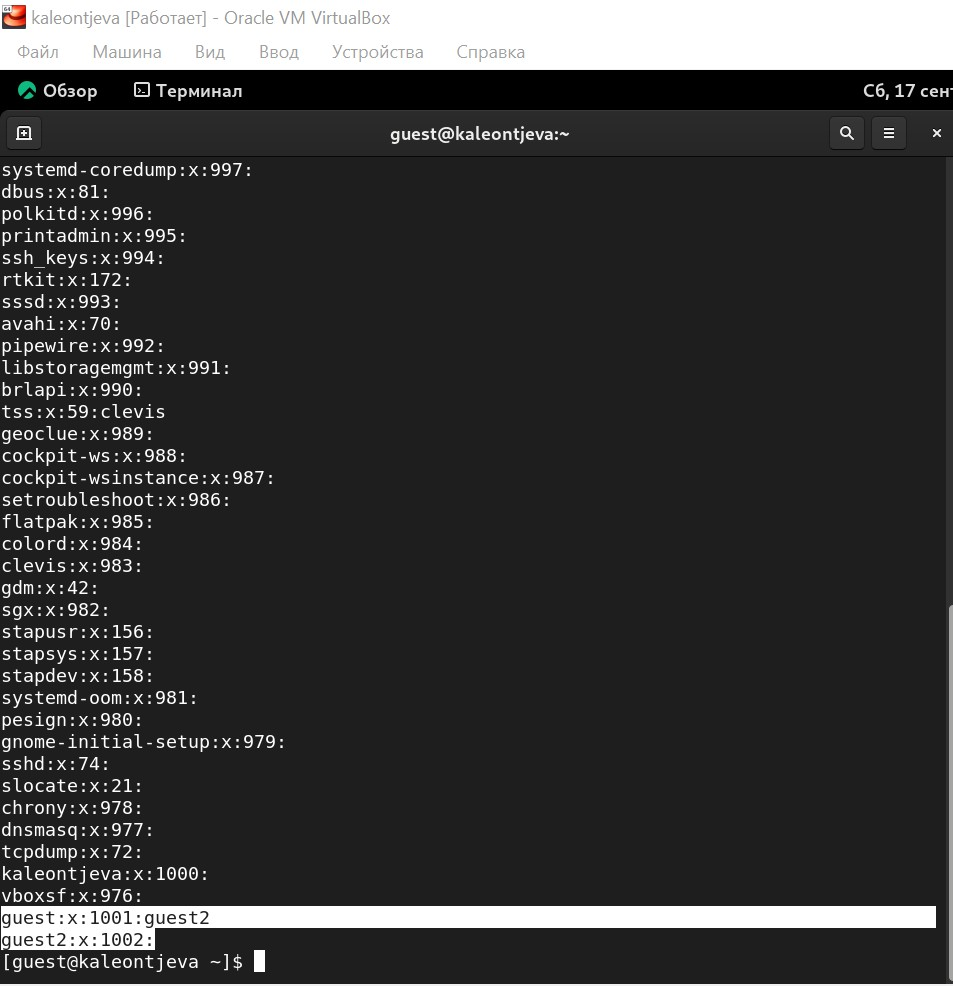 64
kaleontjeva [Работает] - Oracle VM VirtualBox
Файл Машина Вид Ввод Устройства Справка
Обзор Терминал Сб, 17 сент
guest@kaleontjeva:~
systemd-coredump:x:997:
dbus:x:81:
polkitd:x:996:
printadmin:x:995:
ssh_keys:x:994:
rtkit:x:172:
sssd:x:993:
avahi:x:70:
pipewire:x:992:
libstoragemgmt:x:991:
brlapi:x:990:
tss:x:59:clevis
geoclue:x:989:
cockpit-ws:x:988:
cockpit-wsinstance:x:987:
setroubleshoot:x:986:
flatpak:x:985:
colord:x:984:
clevis:x:983:
gdm:x:42:
sgx:x:982:
stapusr:x:156:
stapsys:x:157:
stapdev:x:158:
systemd-oom:x:981:
pesign:x:980:
gnome-initial-setup:x:979:
sshd:x:74:
slocate:x:21:
chrony:x:978:
dnsmasq:x:977:
tcpdump:x:72:
kaleontjeva:x:1000:
vboxsf:x:976:
guest:x:1001:guest2
guest2:x:1002:
[guest@kaleontjeva ~]$